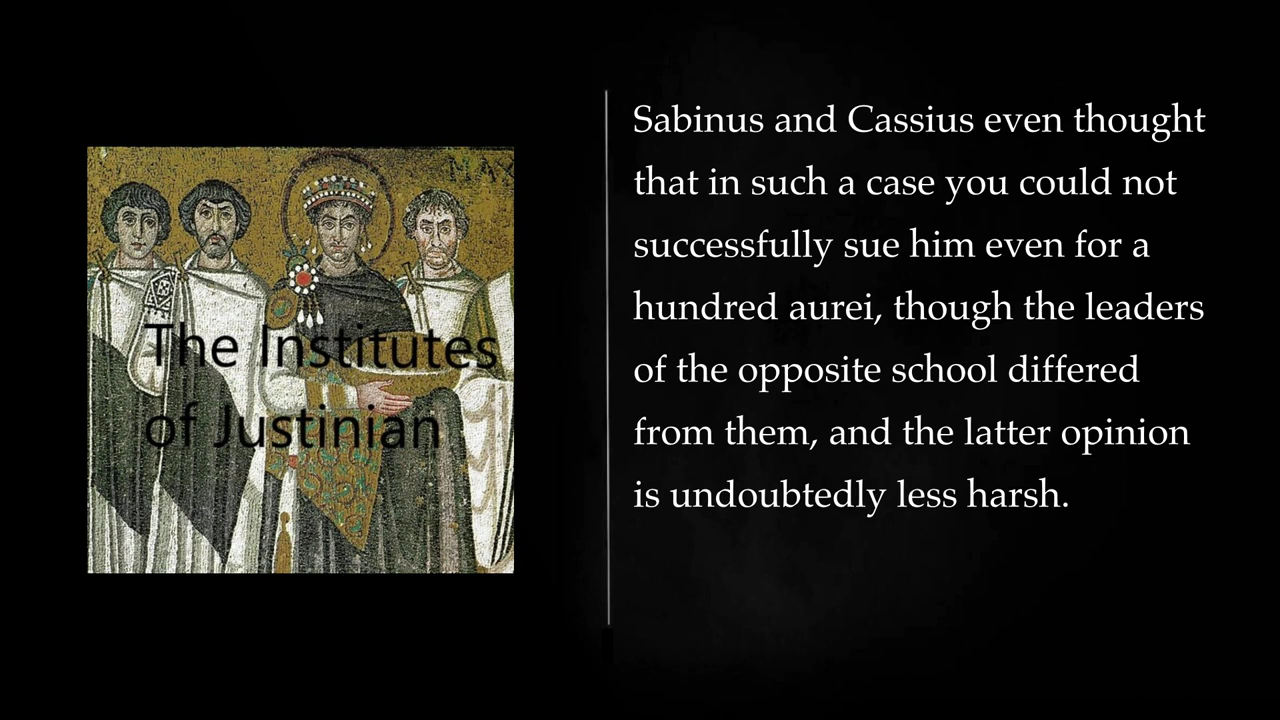 The Institutes
of Justinian
Sabinus and Cassius even thought
that in such a case you could not
successfully sue him even for a
hundred aurei, though the leaders
of the opposite school differed
from them, and the latter opinion
is undoubtedly less harsh.